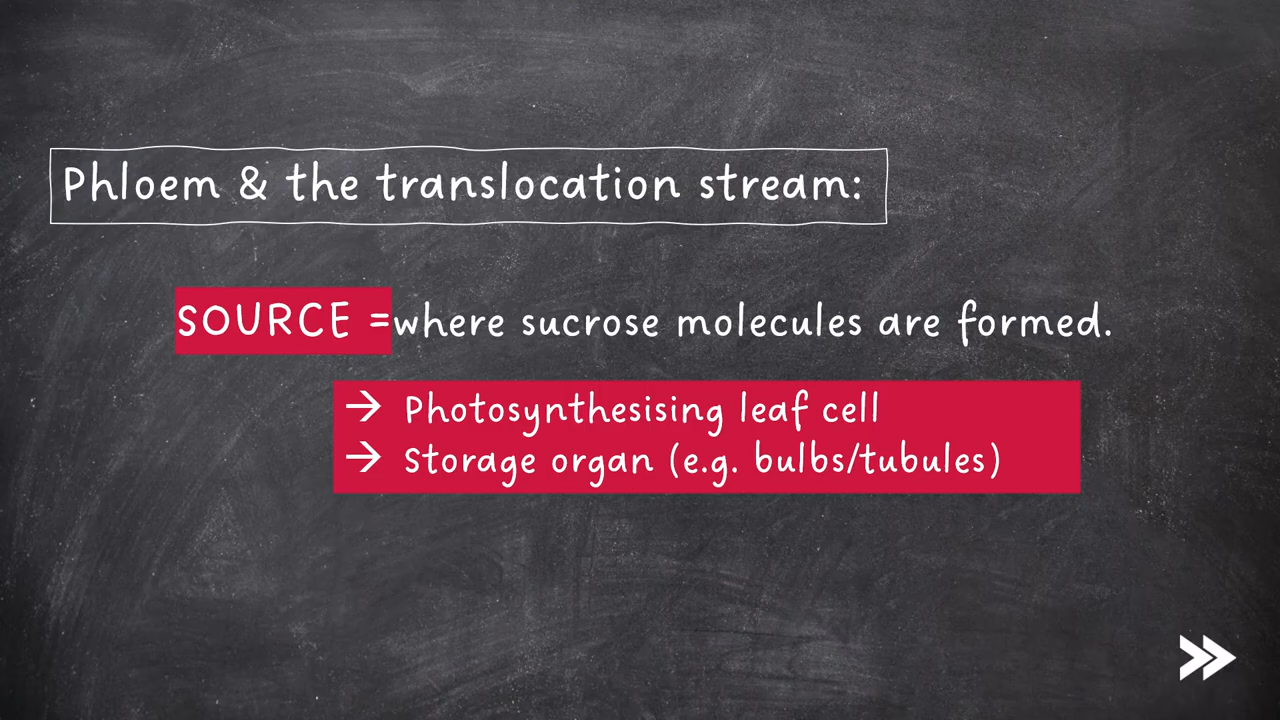 Phloem & the translocation stream:
SOURCE =where sucrose molecules are formed.
→ Photosynthesising leaf cell
→ Storage organ (e.g. bulbs/tubules)